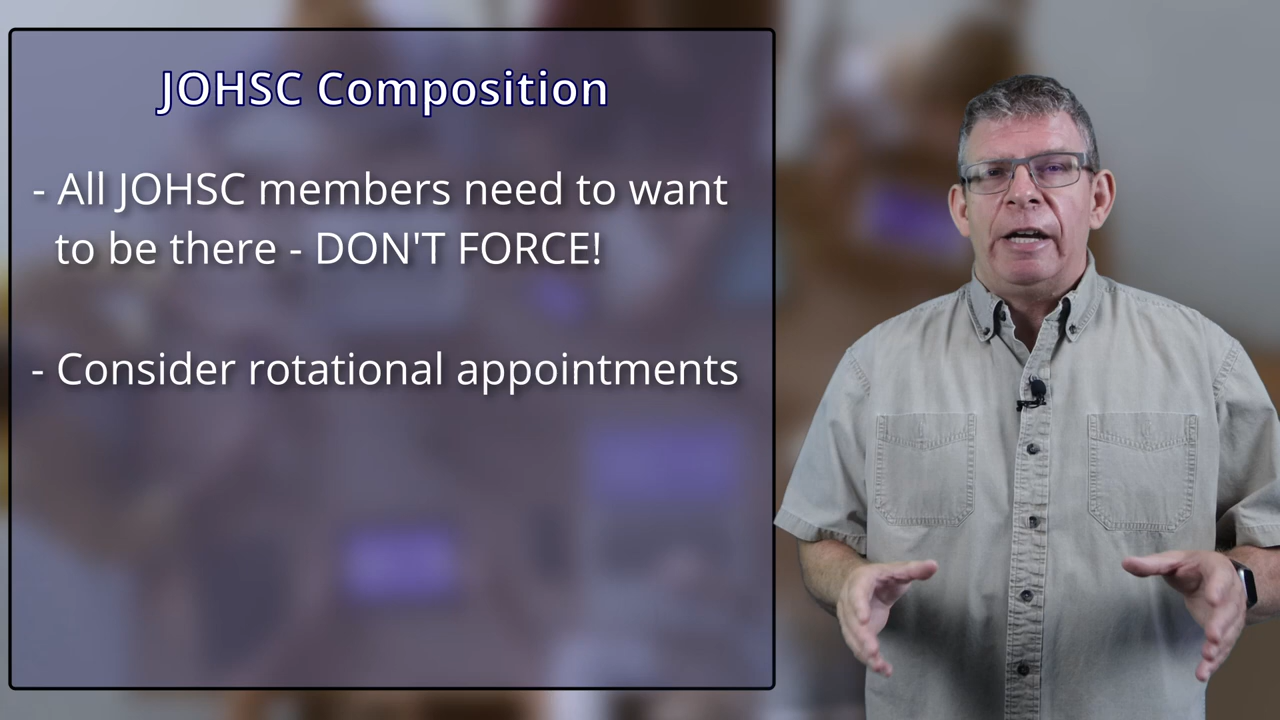 JOHSC Composition
- All JOHSC members need to want
to be there - DON'T FORCE!
- Consider rotational appointments